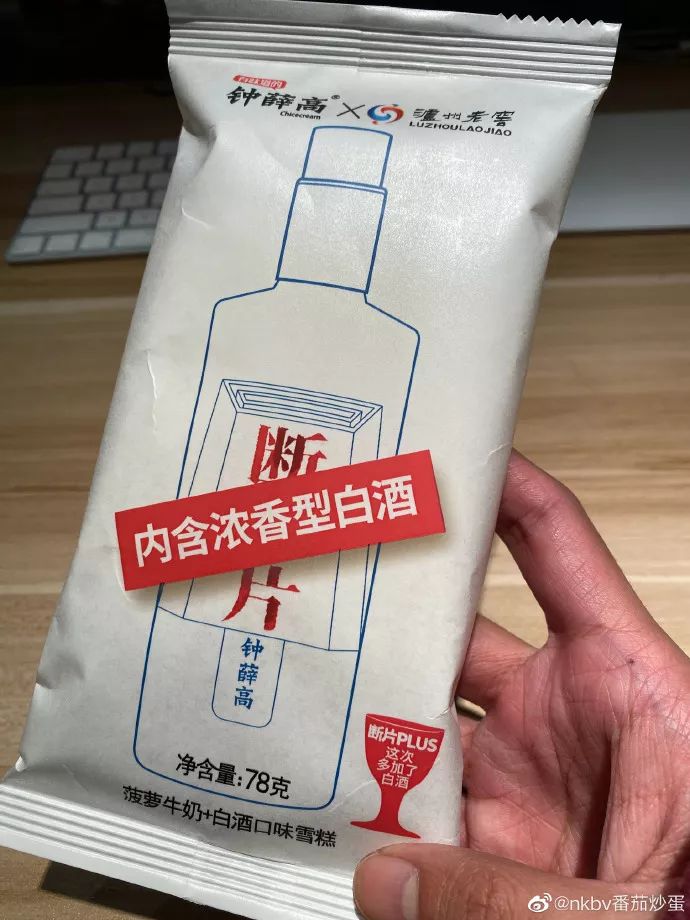 钟薛高®
Chicecream
×
泸州老窖
LUZHOULAOJIAO
断
内含浓香型白酒
片
钟薛高
断片PLUS
这次
多加了
白酒
净含量:78克
菠萝牛奶+白酒口味雪糕
@nkbv番茄炒蛋